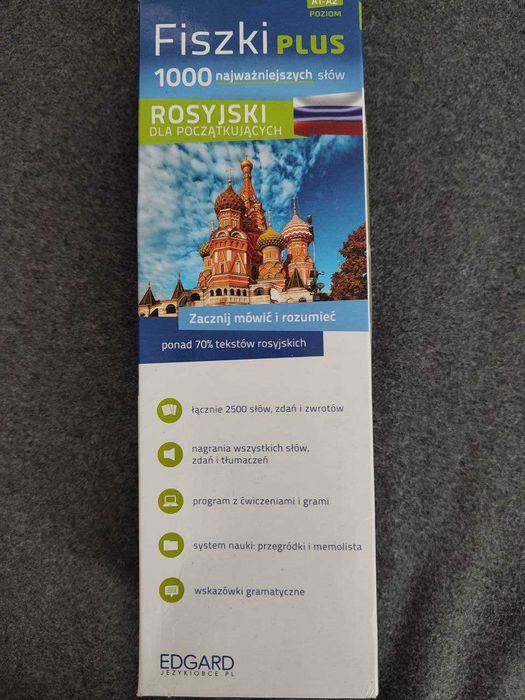 A1-A2
POZIOM
Fiszki PLUS
1000 najważniejszych słów
ROSYJSKI
DLA POCZĄTKUJĄCYCH
Zacznij mówić i rozumieć
ponad 70% tekstów rosyjskich
łącznie 2500 słów, zdań i zwrotów
nagrania wszystkich słów,
zdań i tłumaczeń
program z ćwiczeniami i grami
system nauki: przegródki i memolista
wskazówki gramatyczne
EDGARD
JEZYKIOBCE.PL